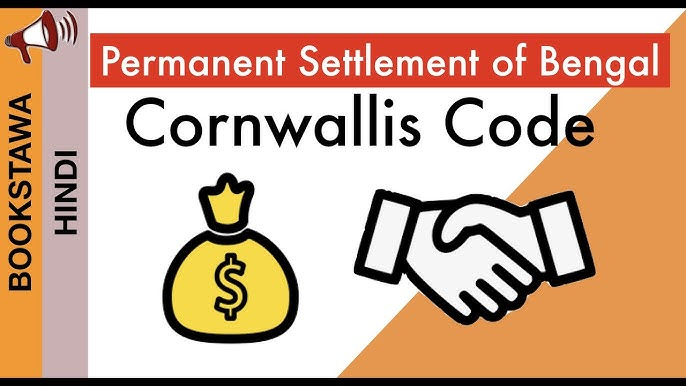 BOOKSTAWA
HINDI
Permanent Settlement of Bengal
Cornwallis Code
$